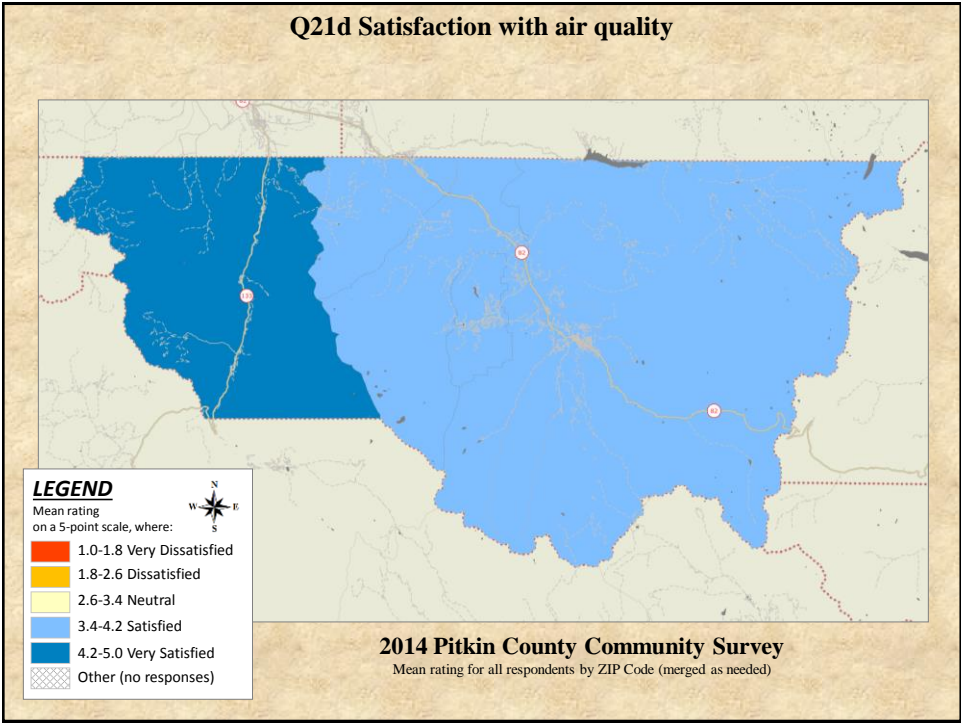 Q21d Satisfaction with air quality
82
133
82
82
LEGEND
Mean rating
on a 5-point scale, where:
N
W E
S
1.0-1.8 Very Dissatisfied
1.8-2.6 Dissatisfied
2.6-3.4 Neutral
3.4-4.2 Satisfied
4.2-5.0 Very Satisfied
Other (no responses)
2014 Pitkin County Community Survey
Mean rating for all respondents by ZIP Code (merged as needed)